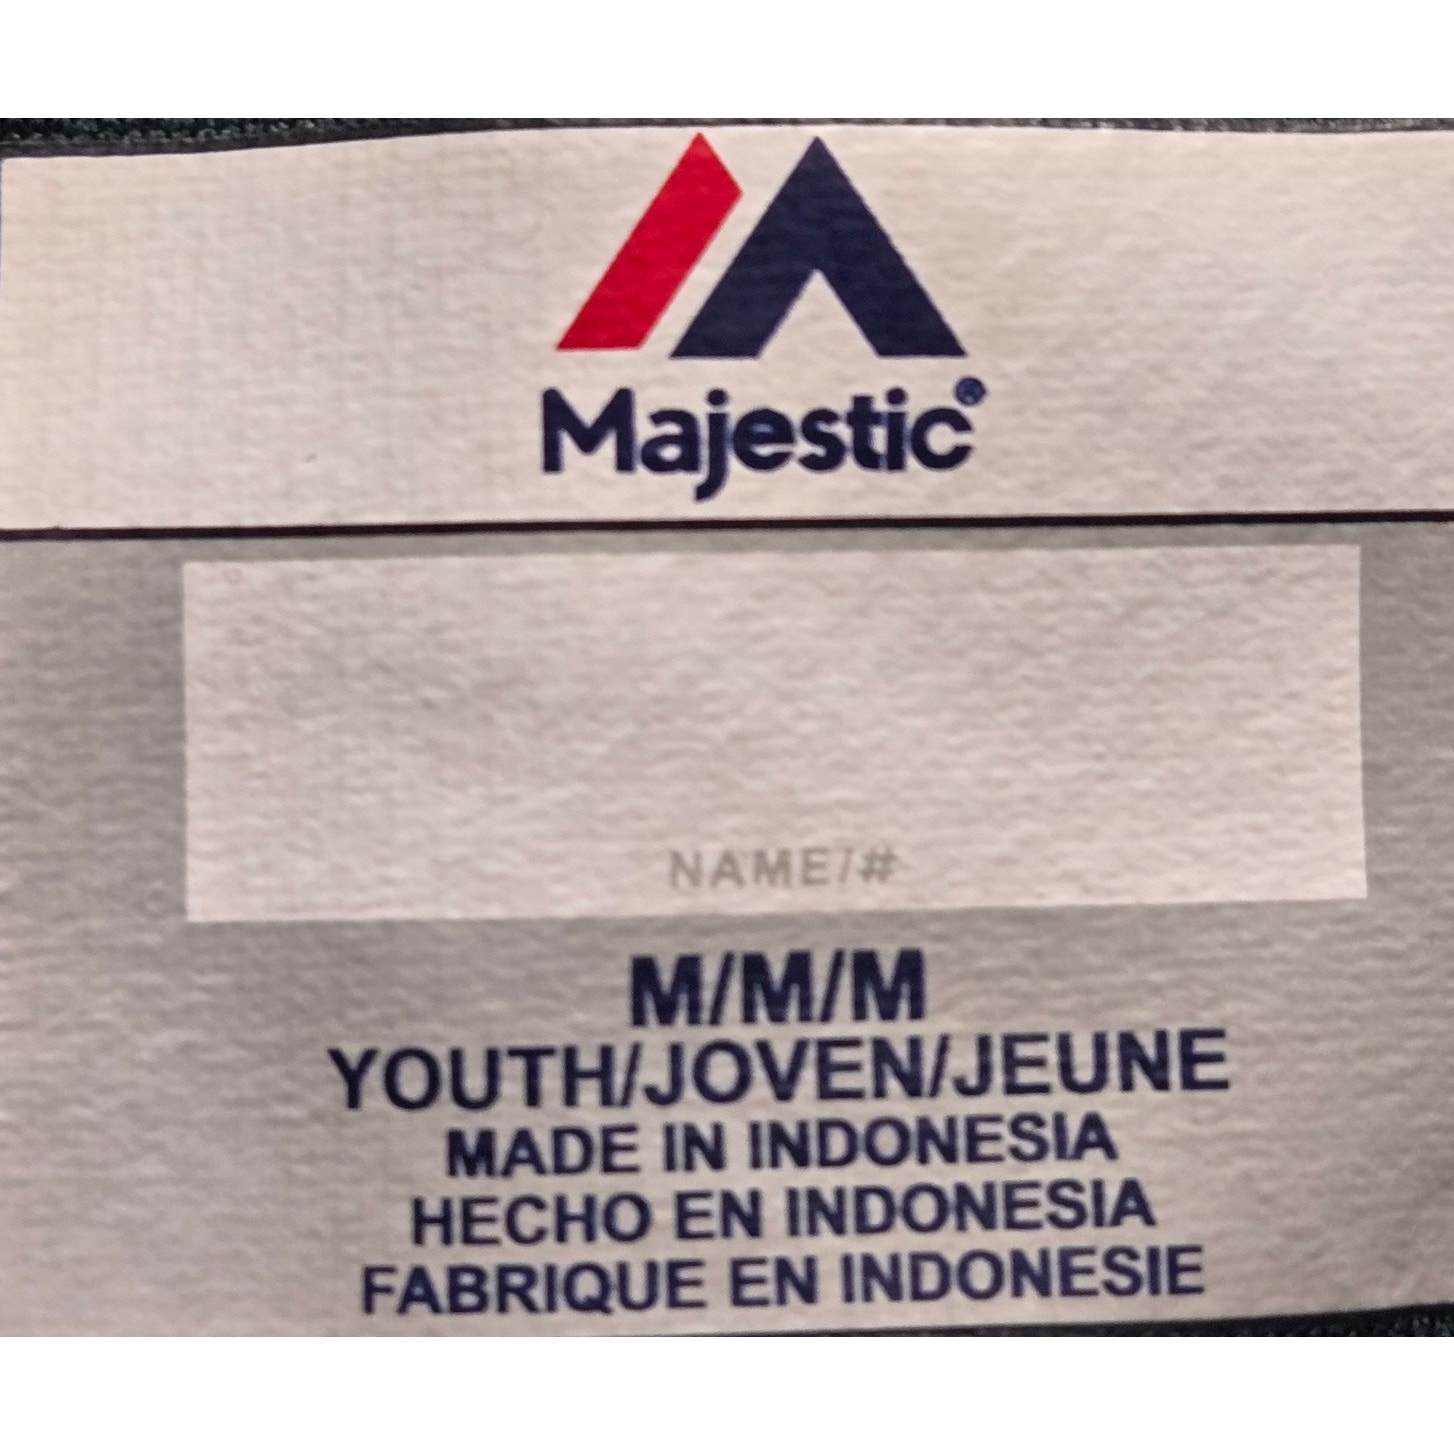 Majestic®
NAME/#
M/M/M
YOUTH/JOVEN/JEUNE
MADE IN INDONESIA
HECHO EN INDONESIA
FABRIQUE EN INDONESIE